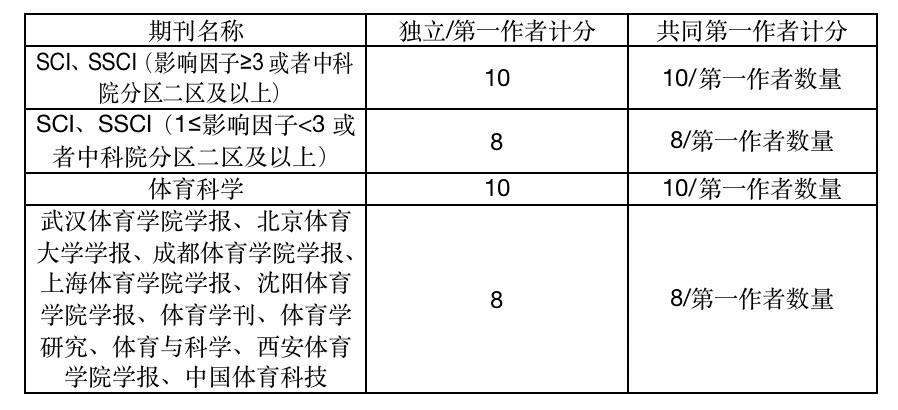 期刊名称 独立/第一作者计分 共同第一作者计分
SCI、SSCI（影响因子≥3 或者中科
院分区二区及以上）
10 10/第一作者数量
SCI、SSCI（1≤影响因子<3 或
者中科院分区二区及以上）
8 8/第一作者数量
体育科学 10 10/第一作者数量
武汉体育学院学报、北京体育
大学学报、成都体育学院学报、
上海体育学院学报、沈阳体育
学院学报、体育学刊、体育学
研究、体育与科学、西安体育
学院学报、中国体育科技
8 8/第一作者数量